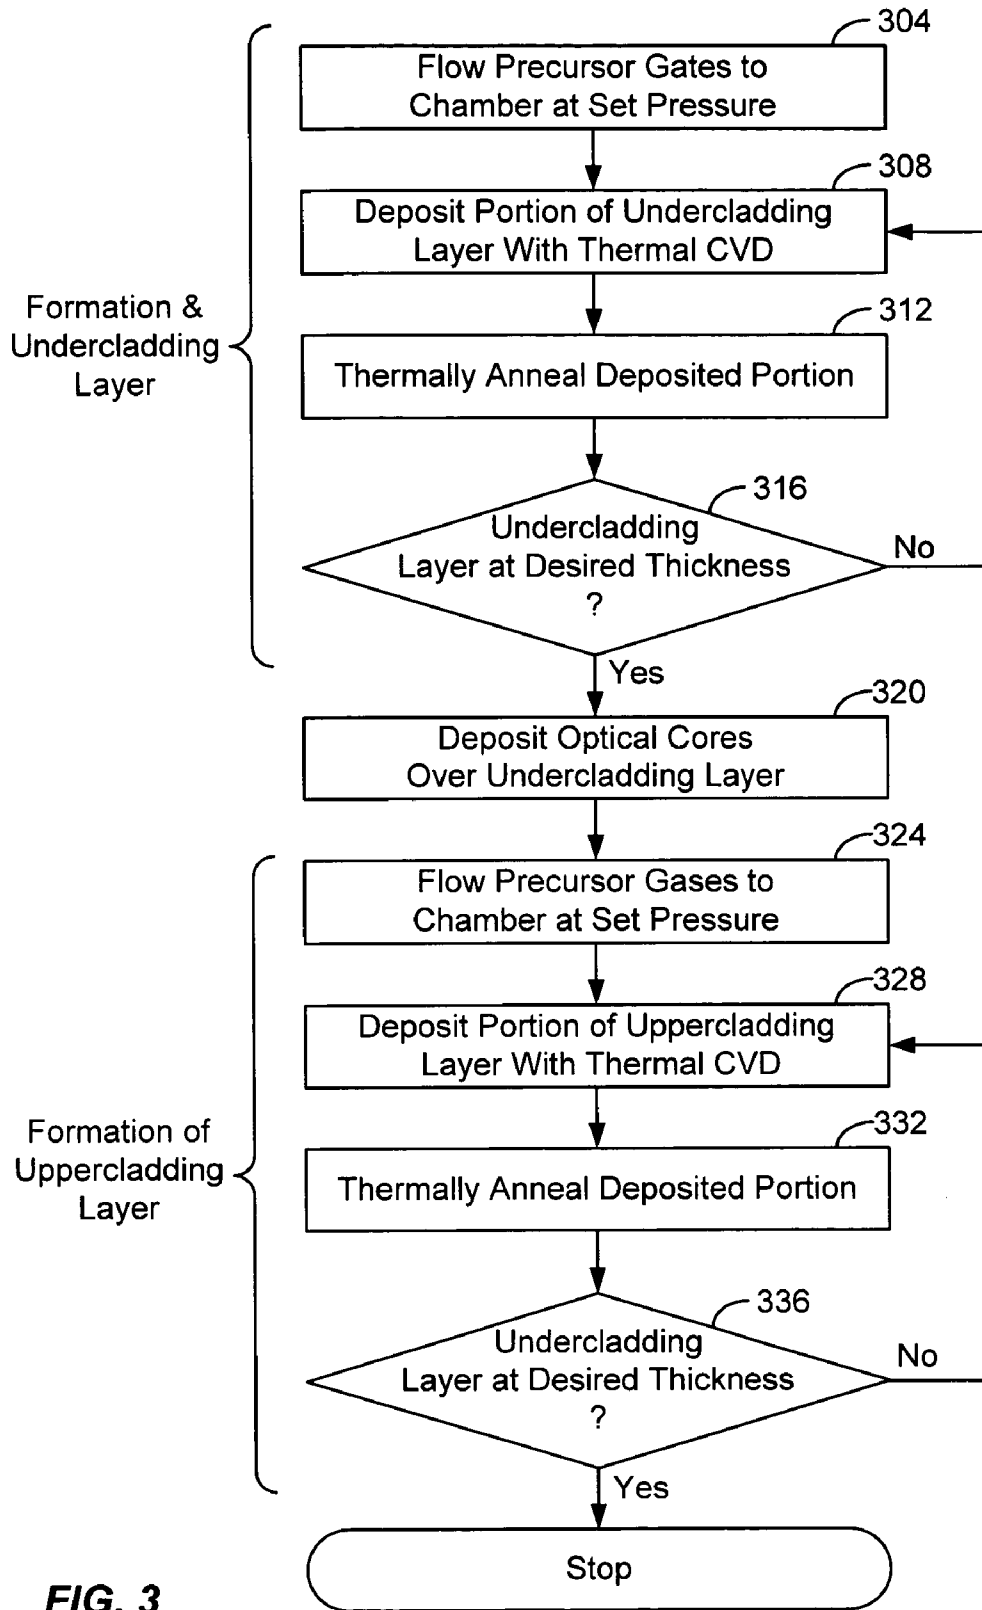 304
Flow Precursor Gates to
Chamber at Set Pressure
308
Deposit Portion of Undercladding
Layer With Thermal CVD
Formation &
Undercladding
Layer
312
Thermally Anneal Deposited Portion
316
Undercladding
Layer at Desired Thickness
?
No
Yes
320
Deposit Optical Cores
Over Undercladding Layer
324
Flow Precursor Gases to
Chamber at Set Pressure
328
Deposit Portion of Uppercladding
Layer With Thermal CVD
Formation of
Uppercladding
Layer
332
Thermally Anneal Deposited Portion
336
Undercladding
Layer at Desired Thickness
?
No
Yes
Stop
FIG. 3